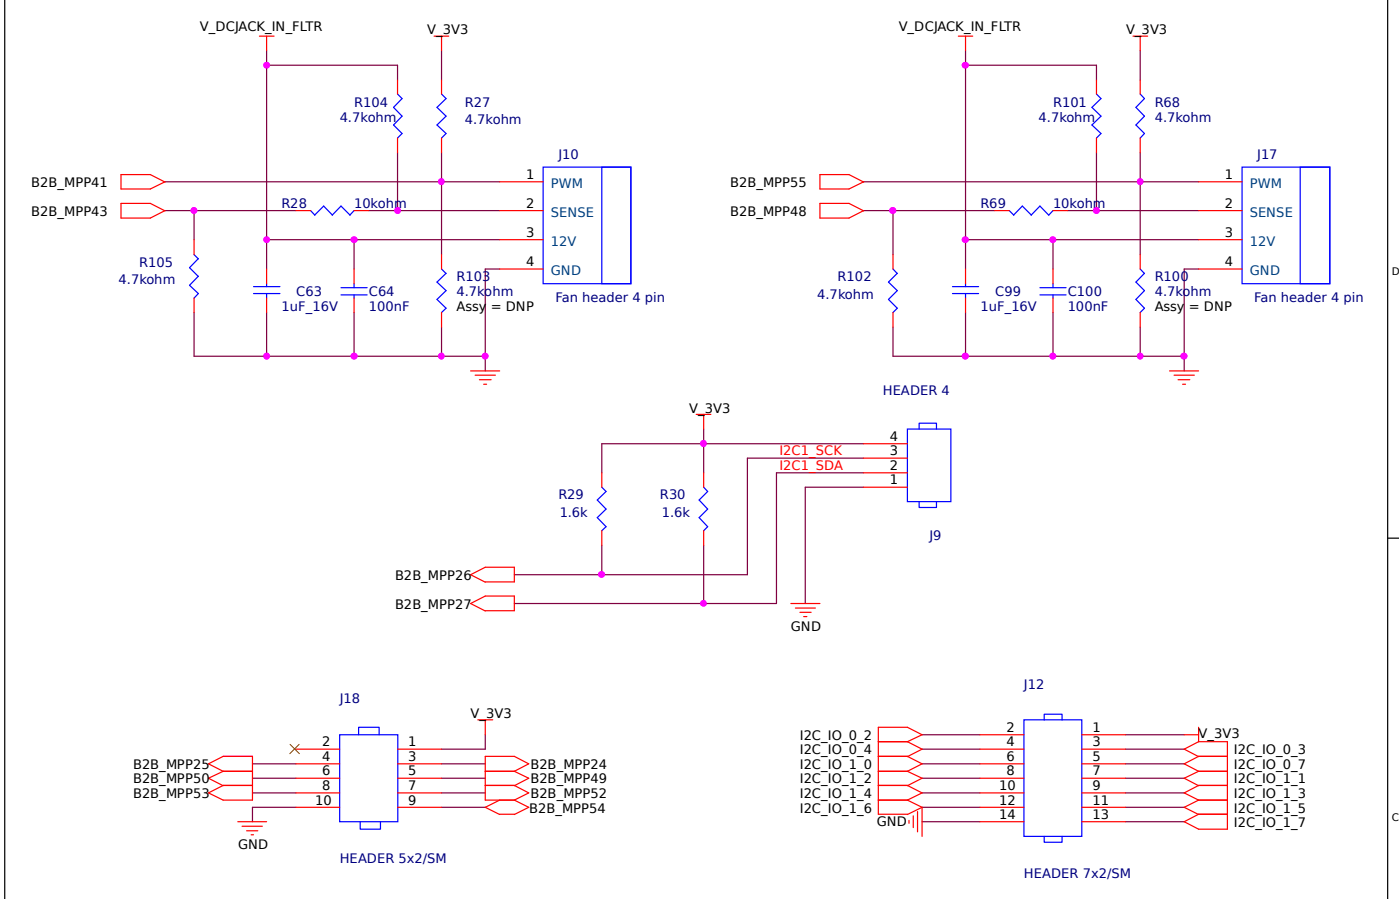 V_DCJACK_IN_FLTR
V_3V3
R104
4.7kohm
R27
4.7kohm
J10
B2B_MPP41
1
PWM
B2B_MPP43
R28
10kohm
2
SENSE
3
12V
4
GND
R105
4.7kohm
C63
1uF_16V
C64
100nF
R103
4.7kohm
Assy = DNP
Fan header 4 pin
V_DCJACK_IN_FLTR
V_3V3
R101
4.7kohm
R68
4.7kohm
J17
B2B_MPP55
1
PWM
B2B_MPP48
R69
10kohm
2
SENSE
3
12V
4
GND
R102
4.7kohm
C99
1uF_16V
C100
100nF
R100
4.7kohm
Assy = DNP
Fan header 4 pin
D
HEADER 4
V_3V3
4
I2C1_SCK
3
I2C1_SDA
2
1
R29
1.6k
R30
1.6k
J9
B2B_MPP26
B2B_MPP27
GND
J18
V_3V3
2
1
B2B_MPP25
4
3
B2B_MPP24
B2B_MPP50
6
5
B2B_MPP49
B2B_MPP53
8
7
B2B_MPP52
10
9
B2B_MPP54
GND
HEADER 5x2/SM
J12
I2C_IO_0_2
2
1
V_3V3
I2C_IO_0_4
4
3
I2C_IO_0_3
I2C_IO_1_0
6
5
I2C_IO_0_7
I2C_IO_1_2
8
7
I2C_IO_1_1
I2C_IO_1_4
10
9
I2C_IO_1_3
I2C_IO_1_6
12
11
I2C_IO_1_5
GND
14
13
I2C_IO_1_7
HEADER 7x2/SM
C